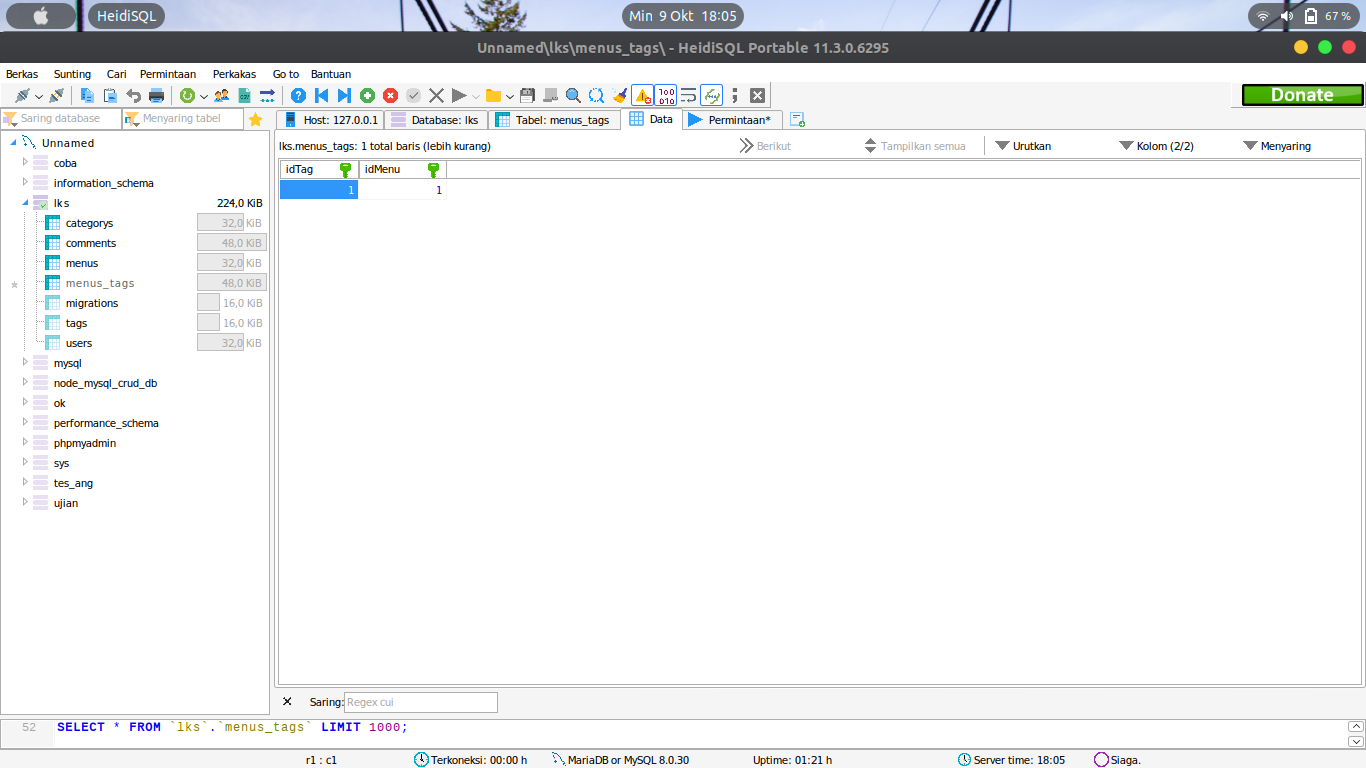 HeidiSQL
Min 9 Okt 18:05
67 %
Unnamed\lks\menus_tags\ - HeidiSQL Portable 11.3.0.6295
Berkas Sunting Cari Permintaan Perkakas Go to Bantuan
Donate
Saring database Menyaring tabel
Host: 127.0.0.1 Database: lks Tabel: menus_tags Data Permintaan*
lks.menus_tags: 1 total baris (lebih kurang) Berikut Tampilkan semua Urutkan Kolom (2/2) Menyaring
idTag idMenu
1 1
Unnamed
coba
information_schema
lks 224,0 KiB
categorys 32,0 KiB
comments 48,0 KiB
menus 32,0 KiB
menus_tags 48,0 KiB
migrations 16,0 KiB
tags 16,0 KiB
users 32,0 KiB
mysql
node_mysql_crud_db
ok
performance_schema
phpmyadmin
sys
tes_ang
ujian
Saring: Regex cui
52 SELECT * FROM `lks`.`menus_tags` LIMIT 1000;
r1 : c1 Terkoneksi: 00:00 h MariaDB or MySQL 8.0.30 Uptime: 01:21 h Server time: 18:05 Siaga.